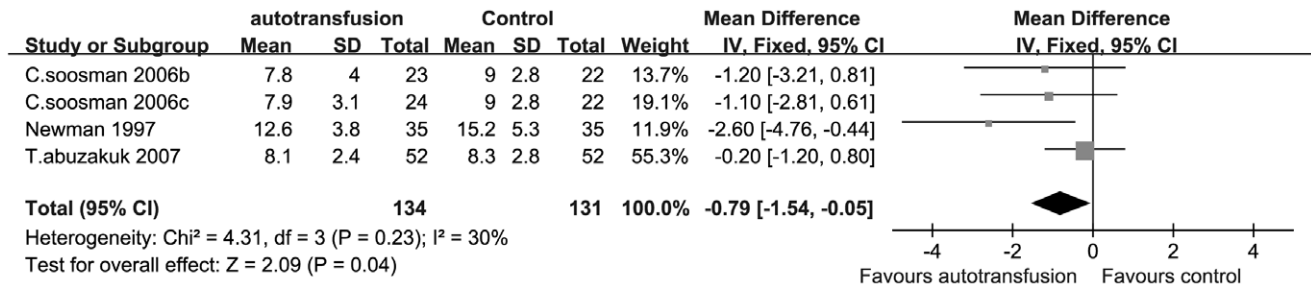 autotransfusion Control Mean Difference Mean Difference
Study or Subgroup Mean SD Total Mean SD Total Weight IV, Fixed, 95% CI IV, Fixed, 95% CI
C.soosman 2006b 7.8 4 23 9 2.8 22 13.7% -1.20 [-3.21, 0.81]
C.soosman 2006c 7.9 3.1 24 9 2.8 22 19.1% -1.10 [-2.81, 0.61]
Newman 1997 12.6 3.8 35 15.2 5.3 35 11.9% -2.60 [-4.76, -0.44]
T.abuzakuk 2007 8.1 2.4 52 8.3 2.8 52 55.3% -0.20 [-1.20, 0.80]
Total (95% CI) 134 131 100.0% -0.79 [-1.54, -0.05]
Heterogeneity: Chi² = 4.31, df = 3 (P = 0.23); I² = 30%
Test for overall effect: Z = 2.09 (P = 0.04)
-4 -2 0 2 4
Favours autotransfusion Favours control